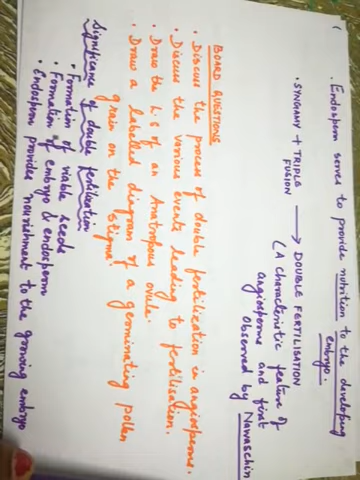 • Endosperm serves to provide nutrition to the developing
embryo.
• SYNGAMY + TRIPLE → DOUBLE FERTILISATION
FUSION
(A characteristic feature of
angiosperms and first
observed by Nawaschin
BOARD QUESTIONS
• Discuss the process of double fertilisation in angiosperms.
• Discuss the various events leading to fertilisation.
• Draw the L.S of an Anatropous ovule.
• Draw a labelled diagram of a germinating pollen
grain on the stigma.
Significance of double fertilisation
• Formation of viable seeds
• Formation of embryo & endosperm
• Endosperm provides nourishment to the growing embryo